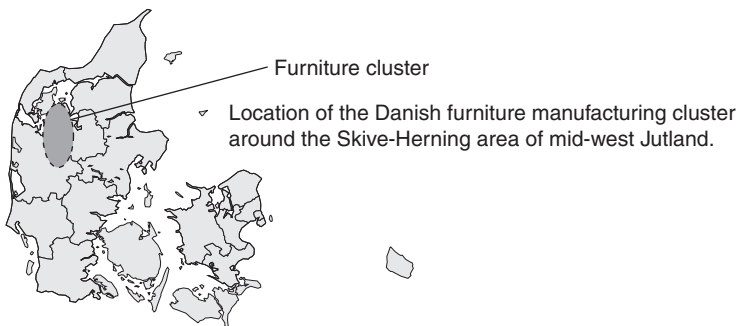 Furniture cluster
Location of the Danish furniture manufacturing cluster
around the Skive-Herning area of mid-west Jutland.